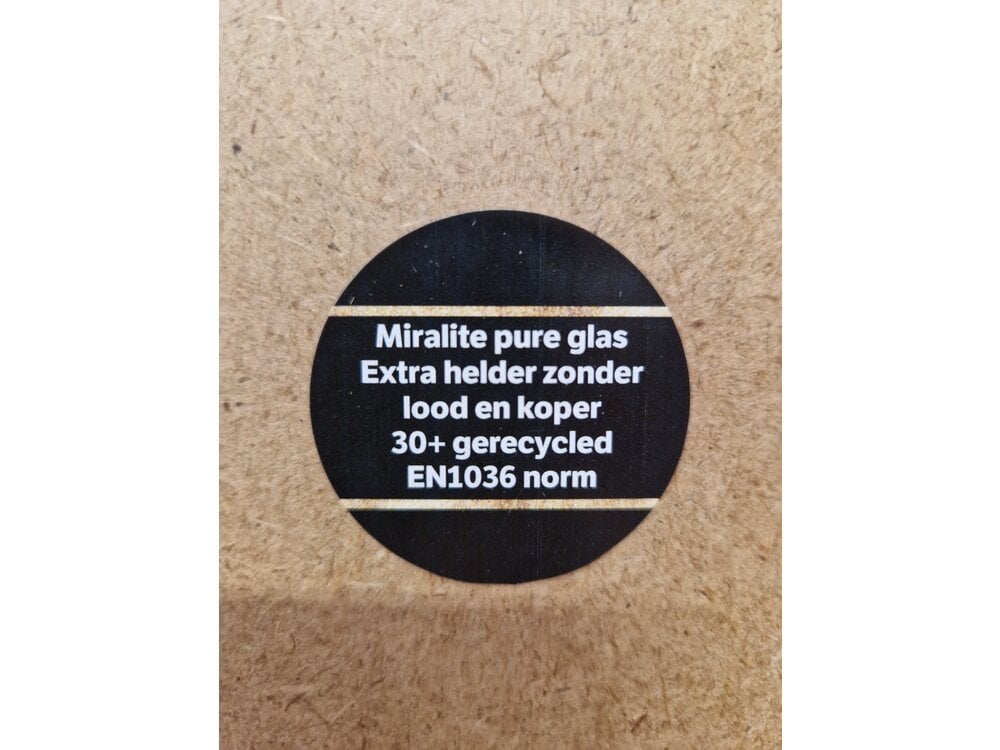 Miralite pure glas
Extra helder zonder
lood en koper
30+ gerecycled
EN1036 norm